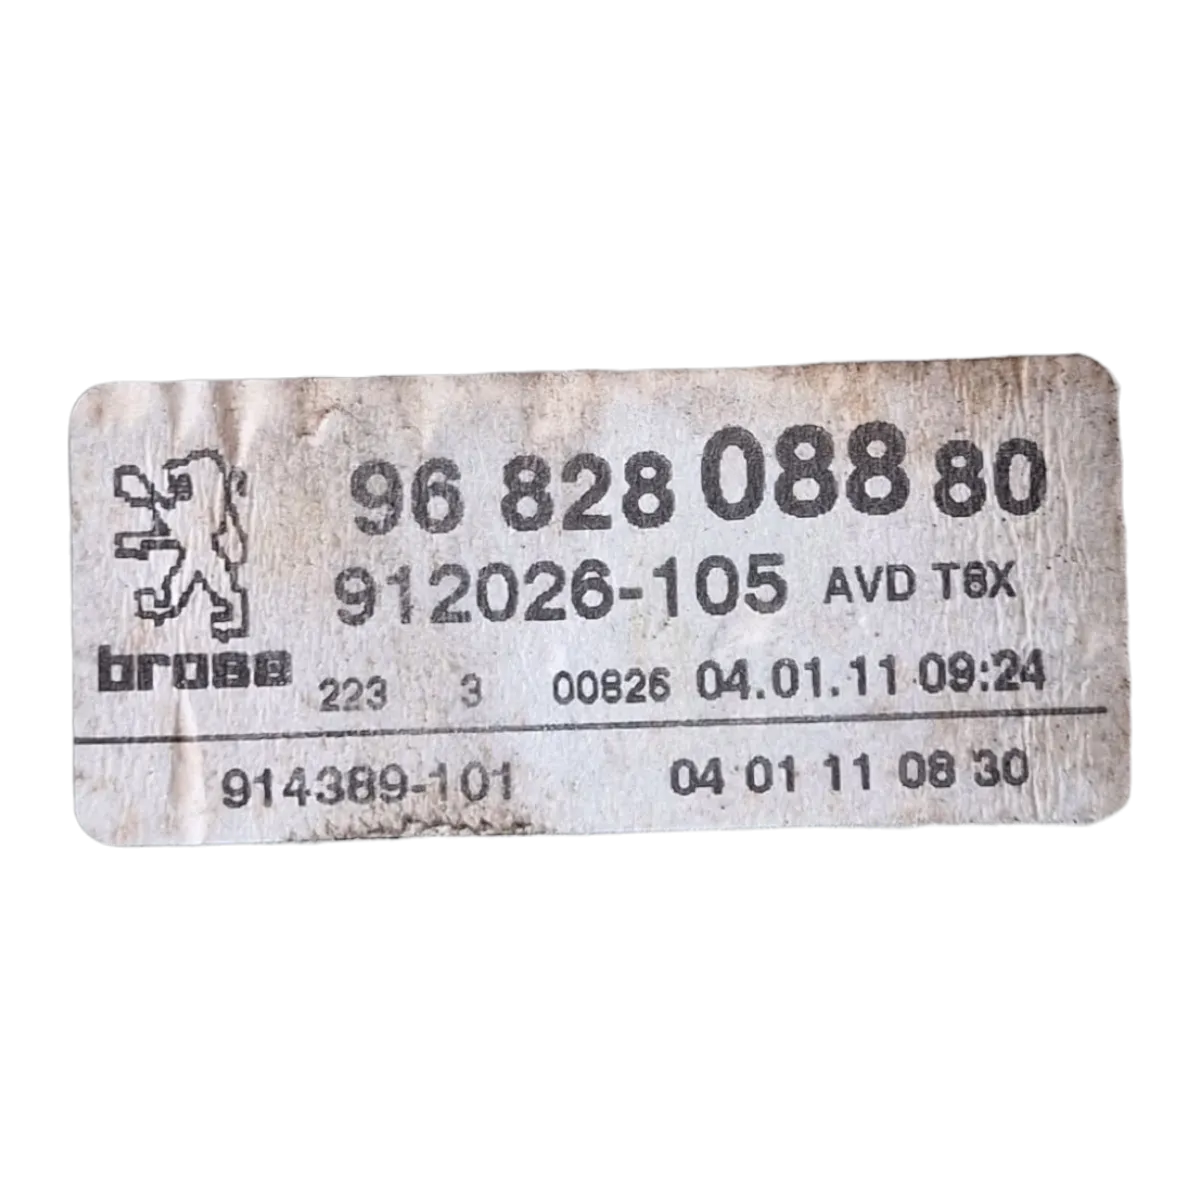 96 828 088 80
912026-105 AVD T6X
brose 223 3 00826 04.01.11 09:24
914389-101 04 01 11 08 30